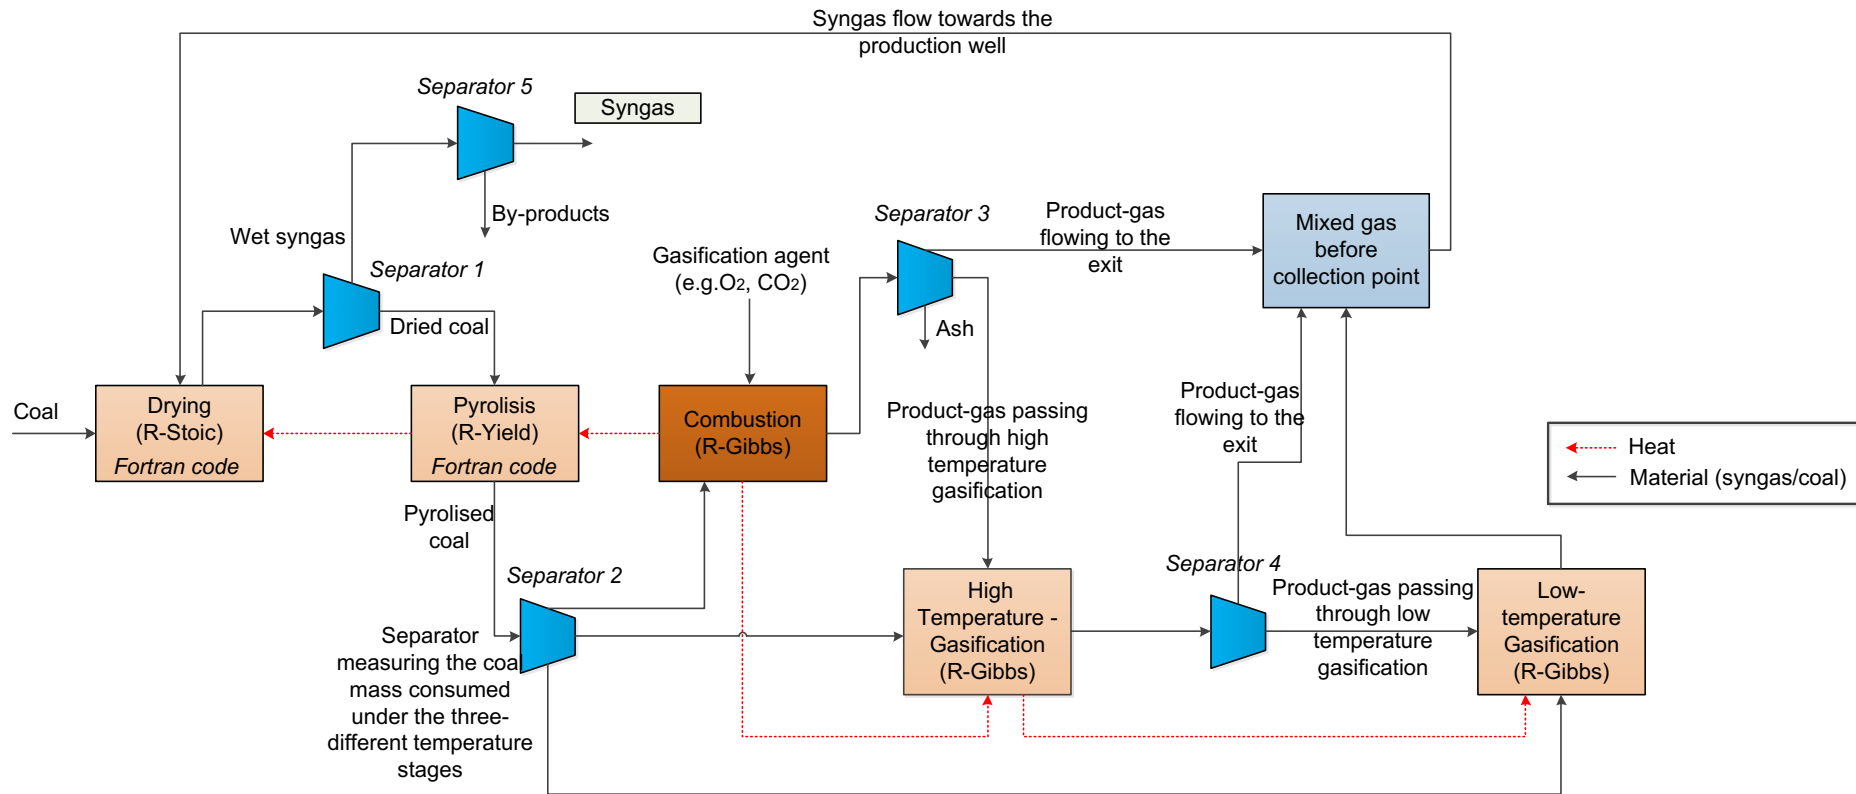 Syngas flow towards the
production well
Separator 5
Syngas
By-products
Wet syngas
Separator 1
Dried coal
Gasification agent
(e.g.O2, CO2)
Separator 3
Product-gas
flowing to the
exit
Ash
Mixed gas
before
collection point
Coal
Drying
(R-Stoic)
Fortran code
Pyrolisis
(R-Yield)
Fortran code
Combustion
(R-Gibbs)
Product-gas passing
through high
temperature
gasification
Product-gas
flowing to the
exit
Heat
Material (syngas/coal)
Pyrolised
coal
Separator 2
Separator
measuring the coal
mass consumed
under the three-
different temperature
stages
High
Temperature -
Gasification
(R-Gibbs)
Separator 4
Product-gas passing
through low
temperature
gasification
Low-
temperature
Gasification
(R-Gibbs)